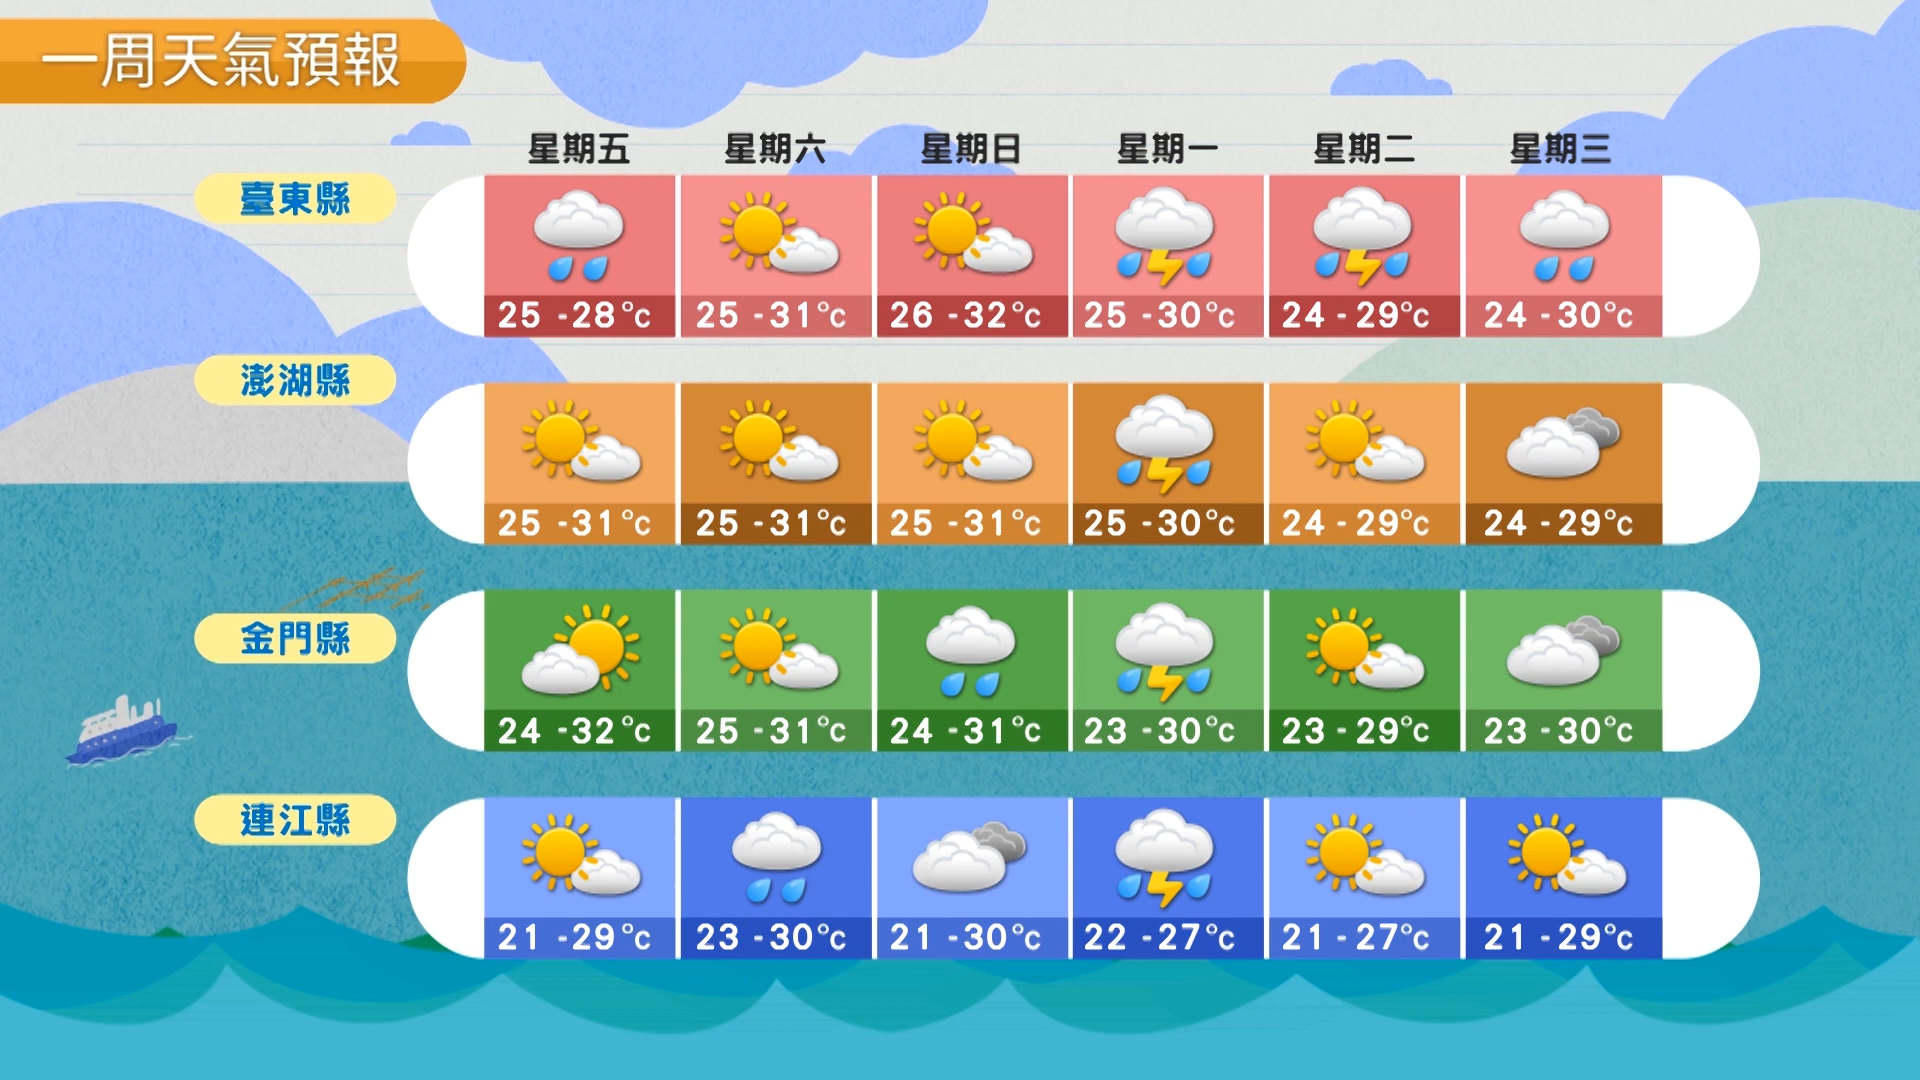 一周天氣預報
星期五 星期六 星期日 星期一 星期二 星期三
臺東縣
25 -28°C 25 -31°C 26 -32°C 25 -30°C 24 - 29°C 24 - 30°C
澎湖縣
25 -31°C 25 -31°C 25 -31°C 25 -30°C 24 - 29°C 24 - 29°C
金門縣
24 -32°C 25 -31°C 24 -31°C 23 -30°C 23 - 29°C 23 - 30°C
連江縣
21 -29°C 23 -30°C 21 -30°C 22 -27°C 21 - 27°C 21 - 29°C